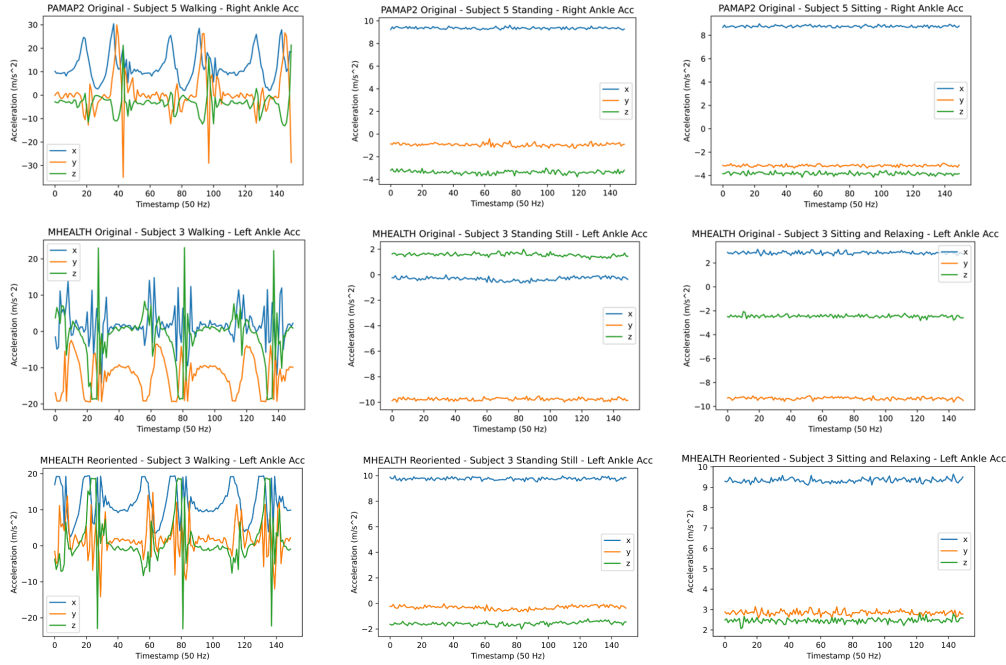 PAMAP2 Original - Subject 5 Walking - Right Ankle Acc
Acceleration (m/s^2)
30
20
10
0
−10
−20
−30
x
y
z
0 20 40 60 80 100 120 140
Timestamp (50 Hz)
PAMAP2 Original - Subject 5 Standing - Right Ankle Acc
Acceleration (m/s^2)
10
8
6
4
2
0
−2
−4
x
y
z
0 20 40 60 80 100 120 140
Timestamp (50 Hz)
PAMAP2 Original - Subject 5 Sitting - Right Ankle Acc
Acceleration (m/s^2)
8
6
4
2
0
−2
−4
x
y
z
0 20 40 60 80 100 120 140
Timestamp (50 Hz)
MHEALTH Original - Subject 3 Walking - Left Ankle Acc
Acceleration (m/s^2)
20
10
0
−10
−20
x
y
z
0 20 40 60 80 100 120 140
Timestamp (50 Hz)
MHEALTH Original - Subject 3 Standing Still - Left Ankle Acc
Acceleration (m/s^2)
2
0
−2
−4
−6
−8
−10
x
y
z
0 20 40 60 80 100 120 140
Timestamp (50 Hz)
MHEALTH Original - Subject 3 Sitting and Relaxing - Left Ankle Acc
Acceleration (m/s^2)
2
0
−2
−4
−6
−8
−10
x
y
z
0 20 40 60 80 100 120 140
Timestamp (50 Hz)
MHEALTH Reoriented - Subject 3 Walking - Left Ankle Acc
Acceleration (m/s^2)
20
10
0
−10
−20
x
y
z
0 20 40 60 80 100 120 140
Timestamp (50 Hz)
MHEALTH Reoriented - Subject 3 Standing Still - Left Ankle Acc
Acceleration (m/s^2)
10
8
6
4
2
0
−2
x
y
z
0 20 40 60 80 100 120 140
Timestamp (50 Hz)
MHEALTH Reoriented - Subject 3 Sitting and Relaxing - Left Ankle Acc
Acceleration (m/s^2)
10
9
8
7
6
5
4
3
2
x
y
z
0 20 40 60 80 100 120 140
Timestamp (50 Hz)